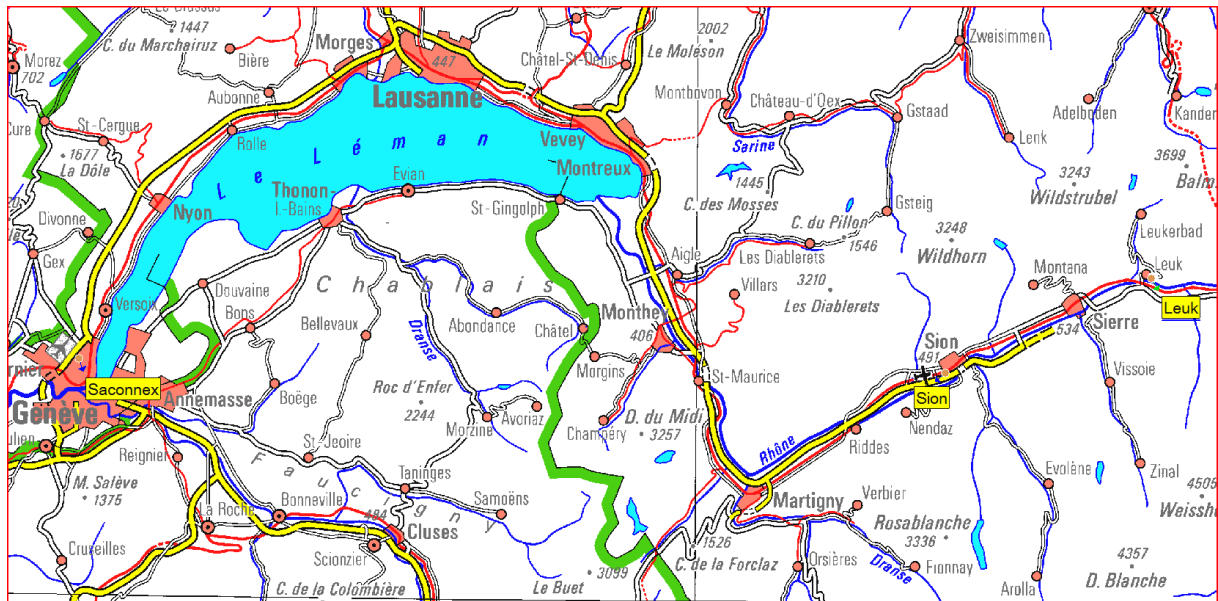 1447
C. du Marchairuz
Morez
702
Bière
Morges
447
Châtel-St-Denis
2002
Le Moléson
Zweisimmen
Aubonne
Lausanne
Montbovon
Château-d'Oex
Gstaad
Adelboden
Kander
Cure
St-Cergue
Rolle
Vevey
Sarine
Lenk
1677
La Dôle
Le Léman
Montreux
1445
C. des Mosses
3243
Wildstrubel
3699
Balm
Evian
Thonon-
l.-Bains
St-Gingolph
Nyon
Divonne
Gex
C. du Pillon
1546
Gsteig
3248
Wildhorn
Leukerbad
Aigle
Les Diablerets
3210
Les Diablerets
Villars
Montana
Leuk
Leuk
Versoix
Douvaine
Chablais
Bons
Bellevaux
Abondance
Châtel
Monthey
406
Dranse
Sierre
534
Sion
491
Sion
Saconnex
Annemasse
Genève
Morgins
St-Maurice
Vissoie
Boëge
Roc d'Enfer
2244
Avoriaz
Morzine
Champéry
D. du Midi
3257
Nendaz
Riddes
Rhône
Reignier
St-Jeoire
Faucigny
Taninges
Samoëns
M. Salève
1375
La Roche
Bonneville
484
Cluses
Scionzier
Cruseilles
C. de la Colombière
Le Buet
3099
1526
C. de la Forclaz
Martigny
Verbier
Rosablanche
3336
Evolène
Zinal
4505
Weissh
Orsières
Dranse
Fionnay
Arolla
4357
D. Blanche